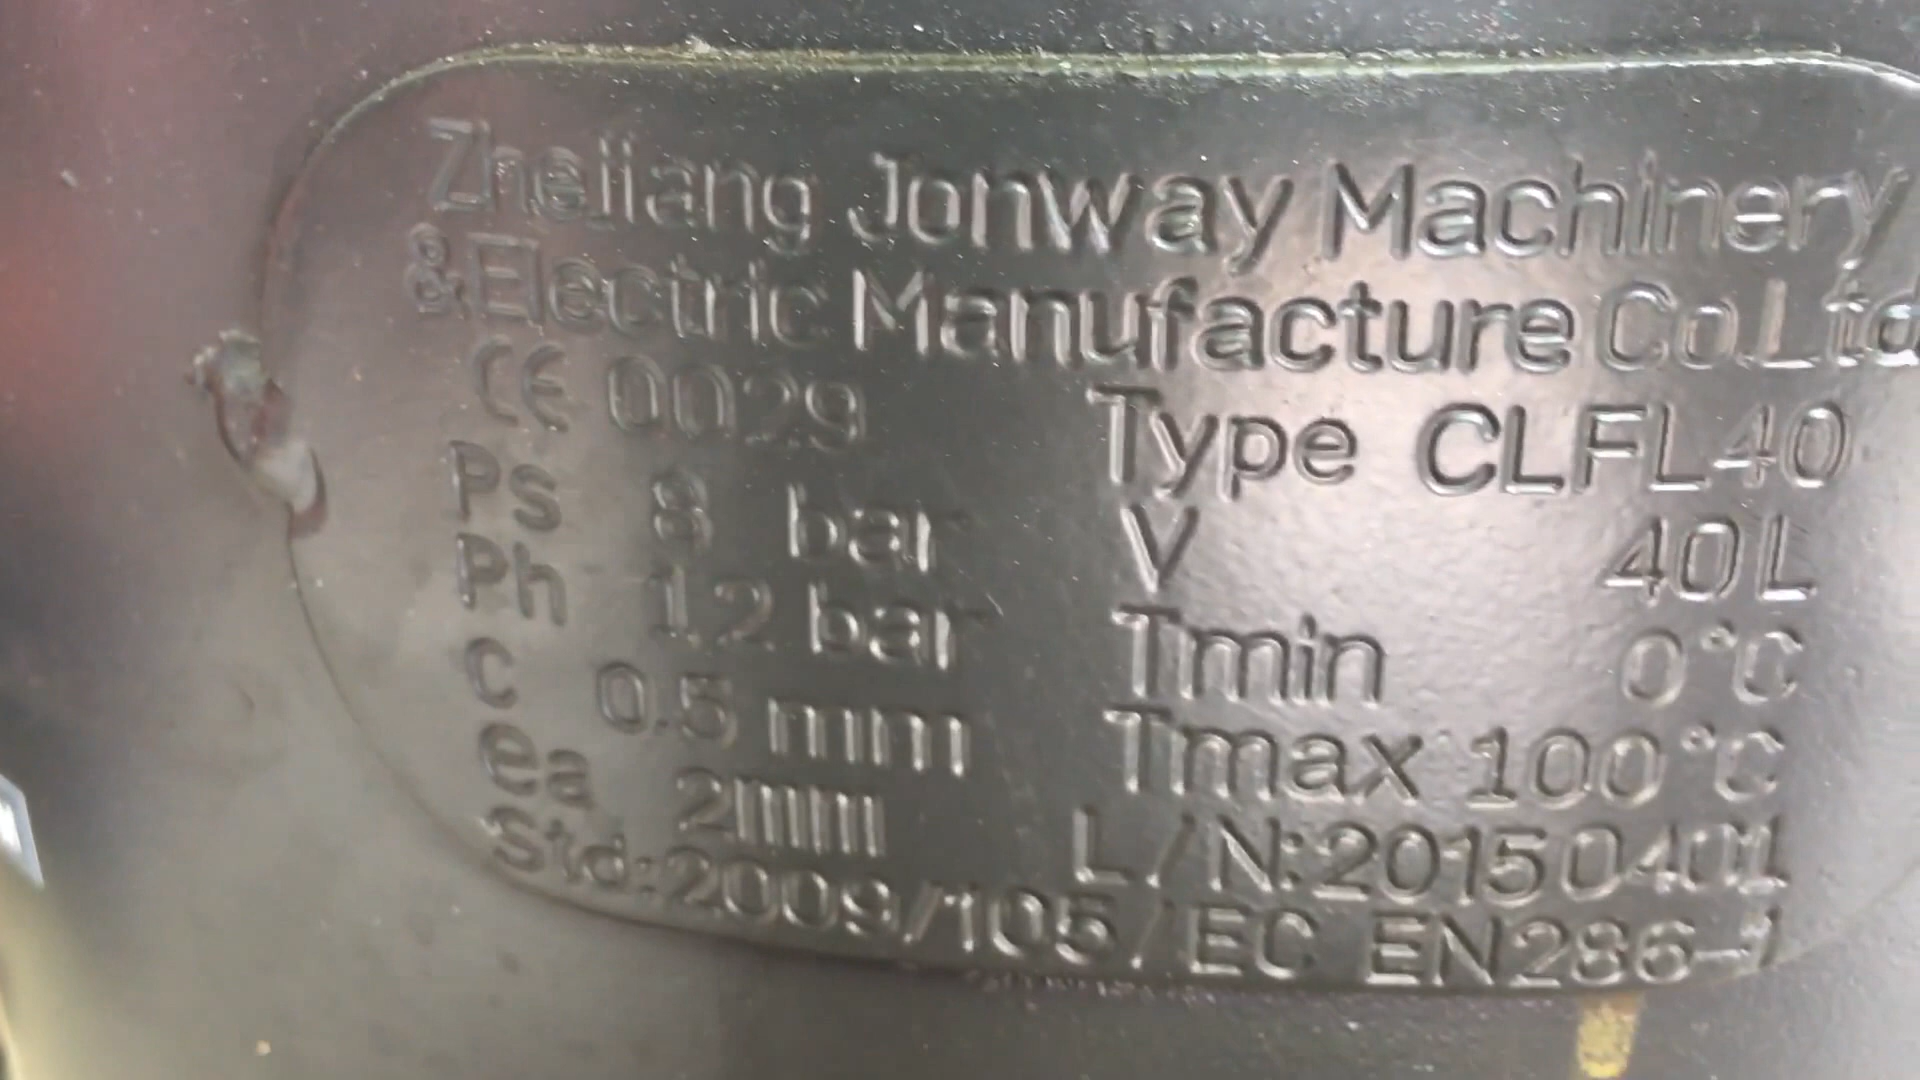 Zhejiang Jonway Machinery
&Electric Manufacture Co.Ltd
CE 0029 Type CLFL40
Ps 8 bar V 40L
Ph 12 bar Tmin 0°C
c 0.5 mm Tmax 100°C
ea 2mm L/N:20150401
Std:2009/105/EC EN286-1